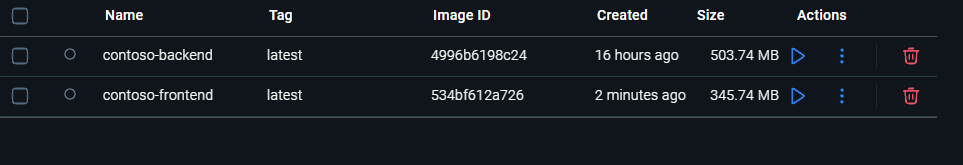 Name Tag Image ID Created Size Actions
contoso-backend latest 4996b6198c24 16 hours ago 503.74 MB
contoso-frontend latest 534bf612a726 2 minutes ago 345.74 MB